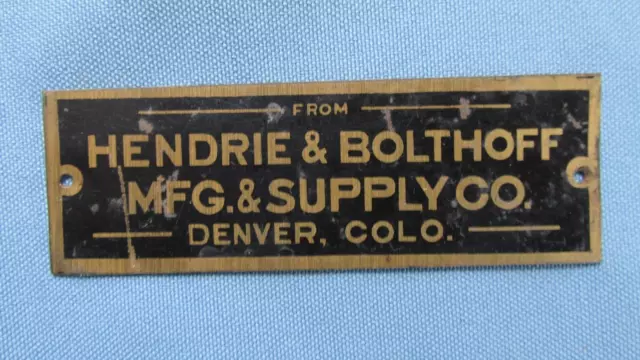 FROM
HENDRIE & BOLTHOFF
MFG. & SUPPLY CO.
DENVER, COLO.